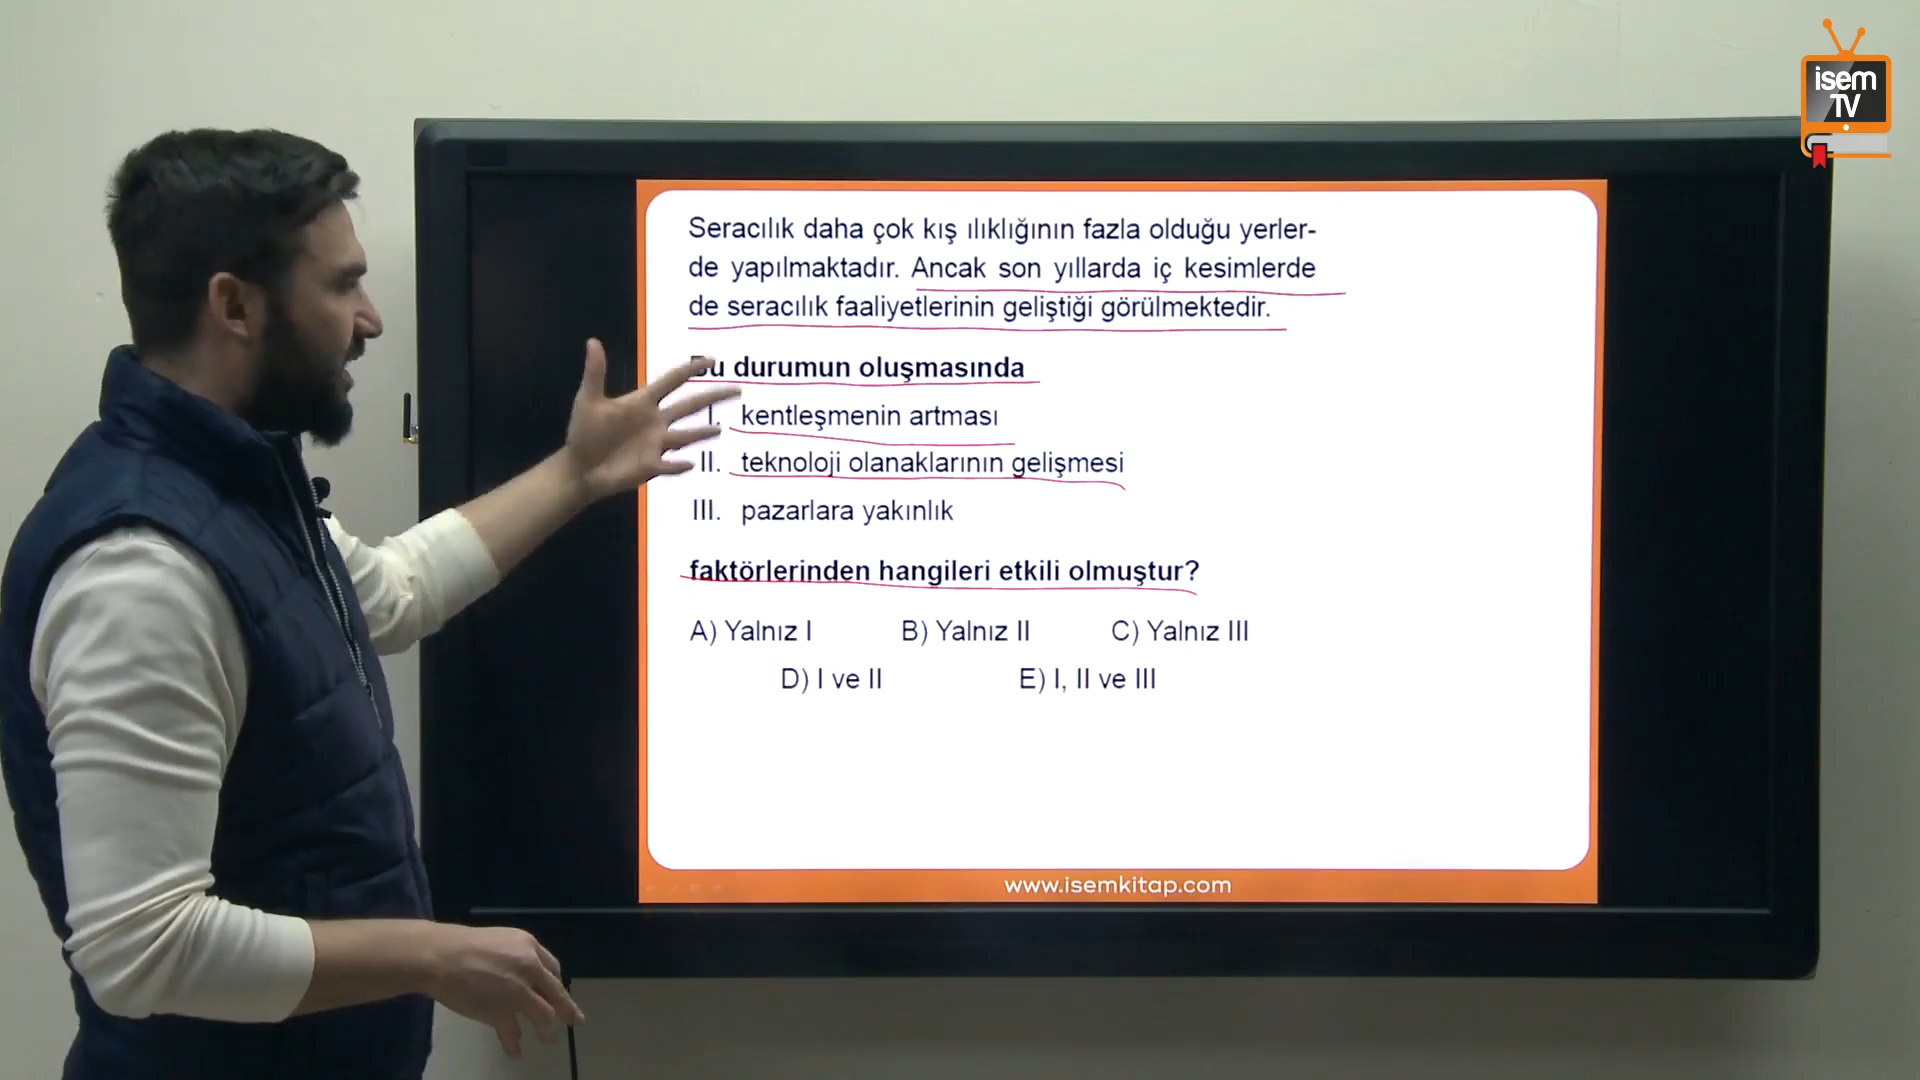 isem
TV
Seracılık daha çok kış ılıklığının fazla olduğu yerler-
de yapılmaktadır. Ancak son yıllarda iç kesimlerde
de seracılık faaliyetlerinin geliştiği görülmektedir.
Bu durumun oluşmasında
I. kentleşmenin artması
II. teknoloji olanaklarının gelişmesi
III. pazarlara yakınlık
faktörlerinden hangileri etkili olmuştur?
A) Yalnız I B) Yalnız II C) Yalnız III
D) I ve II E) I, II ve III
www.isemkitap.com